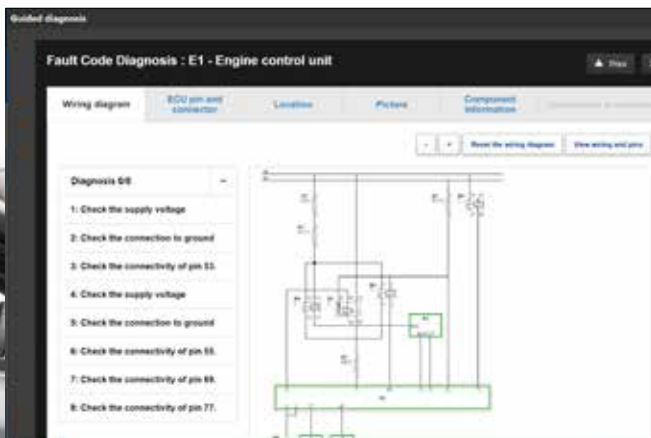 Guided diagnosis
Fault Code Diagnosis : E1 - Engine control unit
Print
Wiring diagram
ECU pin and connector
Location
Picture
Component information
- + Reset the wiring diagram View wiring and pins
Diagnosis 0/8 -
1: Check the supply voltage
2: Check the connection to ground
3: Check the connectivity of pin 53.
4: Check the supply voltage
5: Check the connection to ground
6: Check the connectivity of pin 55.
7: Check the connectivity of pin 69.
8: Check the connectivity of pin 77.